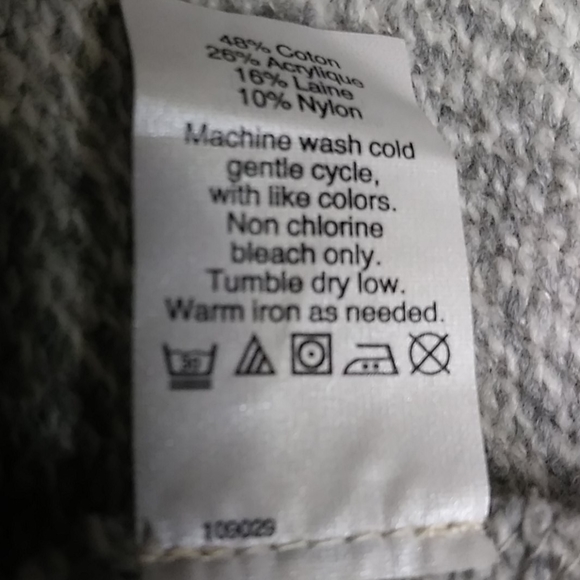 48% Coton
26% Acrylique
16% Laine
10% Nylon
Machine wash cold
gentle cycle,
with like colors.
Non chlorine
bleach only.
Tumble dry low.
Warm iron as needed.
30
109029